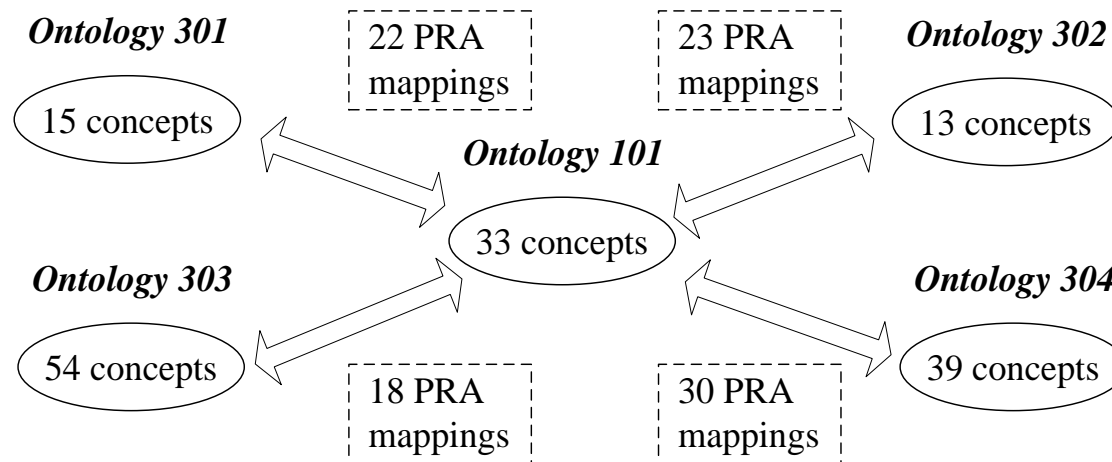 Ontology 301
22 PRA
mappings
23 PRA
mappings
Ontology 302
15 concepts
13 concepts
Ontology 101
33 concepts
Ontology 303
Ontology 304
54 concepts
39 concepts
18 PRA
mappings
30 PRA
mappings